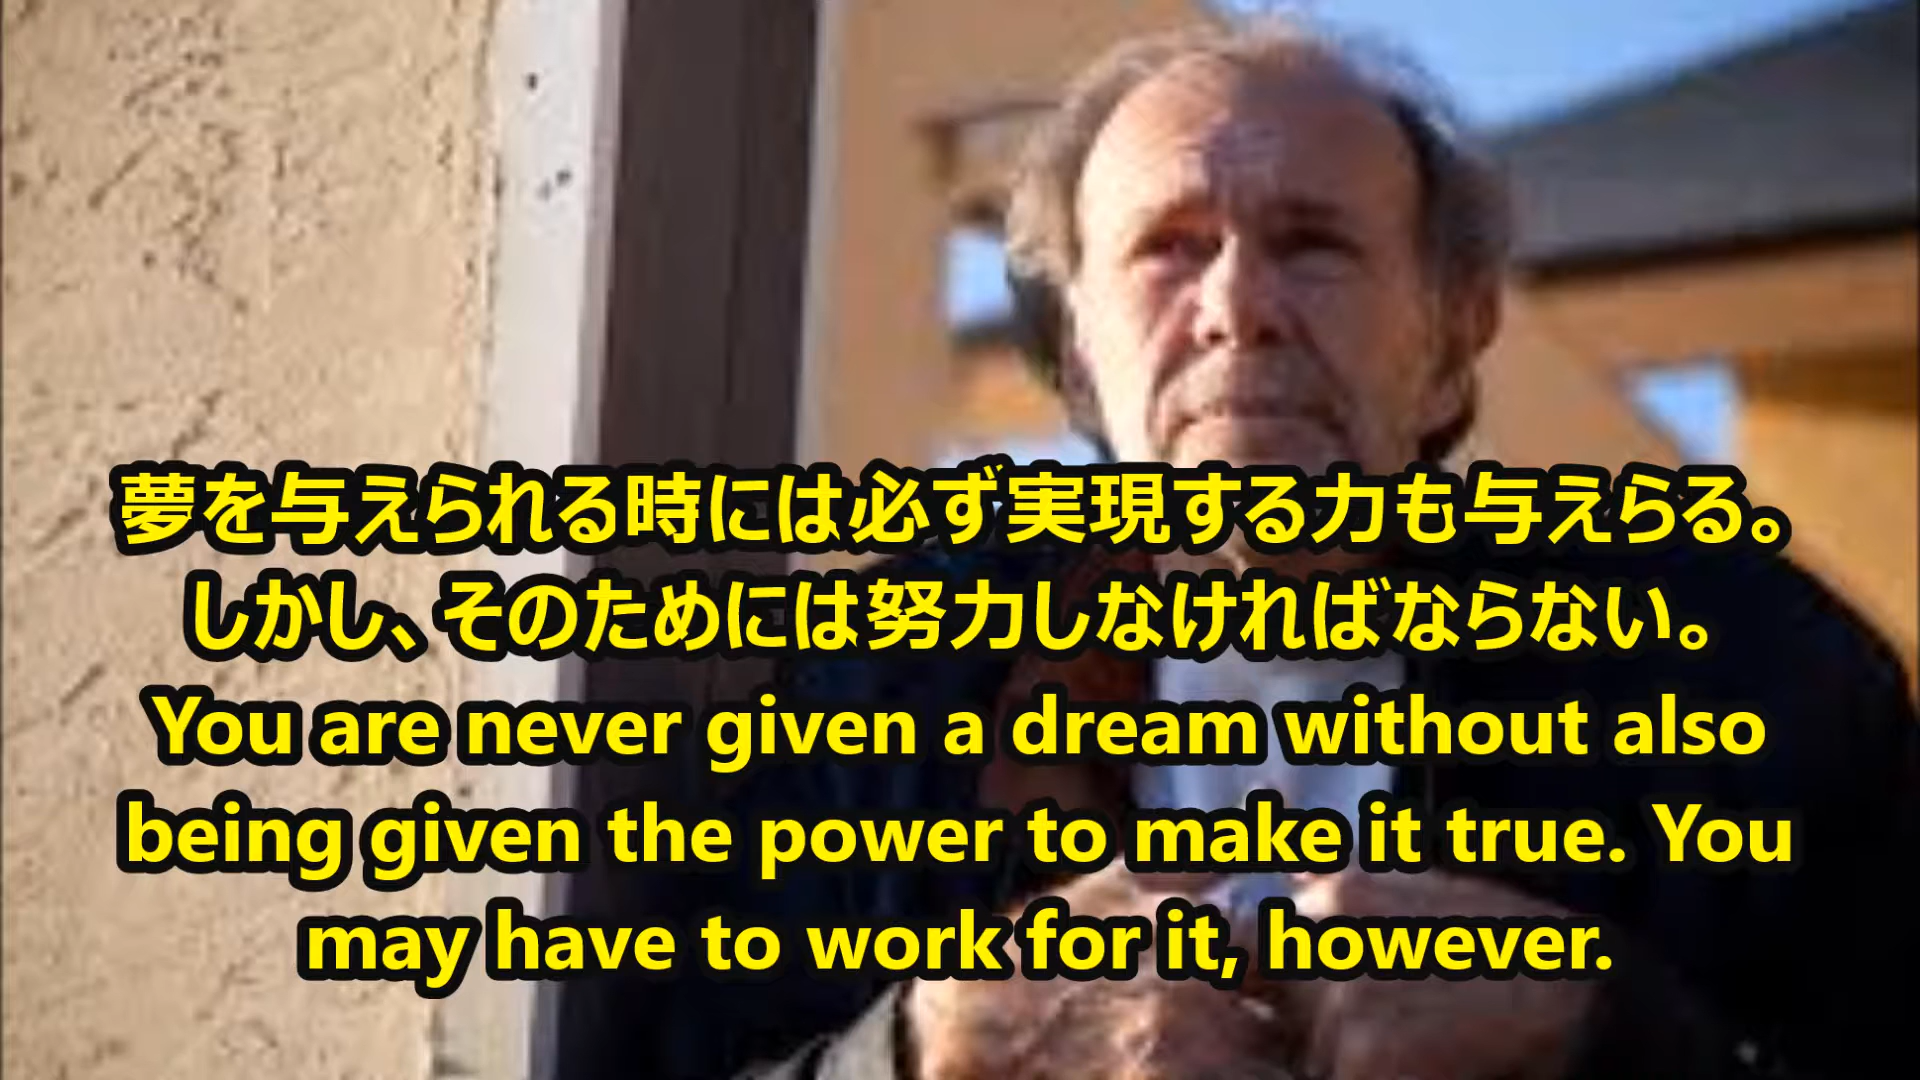 夢を与えられる時には必ず実現する力も与えらる。
しかし、そのためには努力しなければならない。
You are never given a dream without also
being given the power to make it true. You
may have to work for it, however.